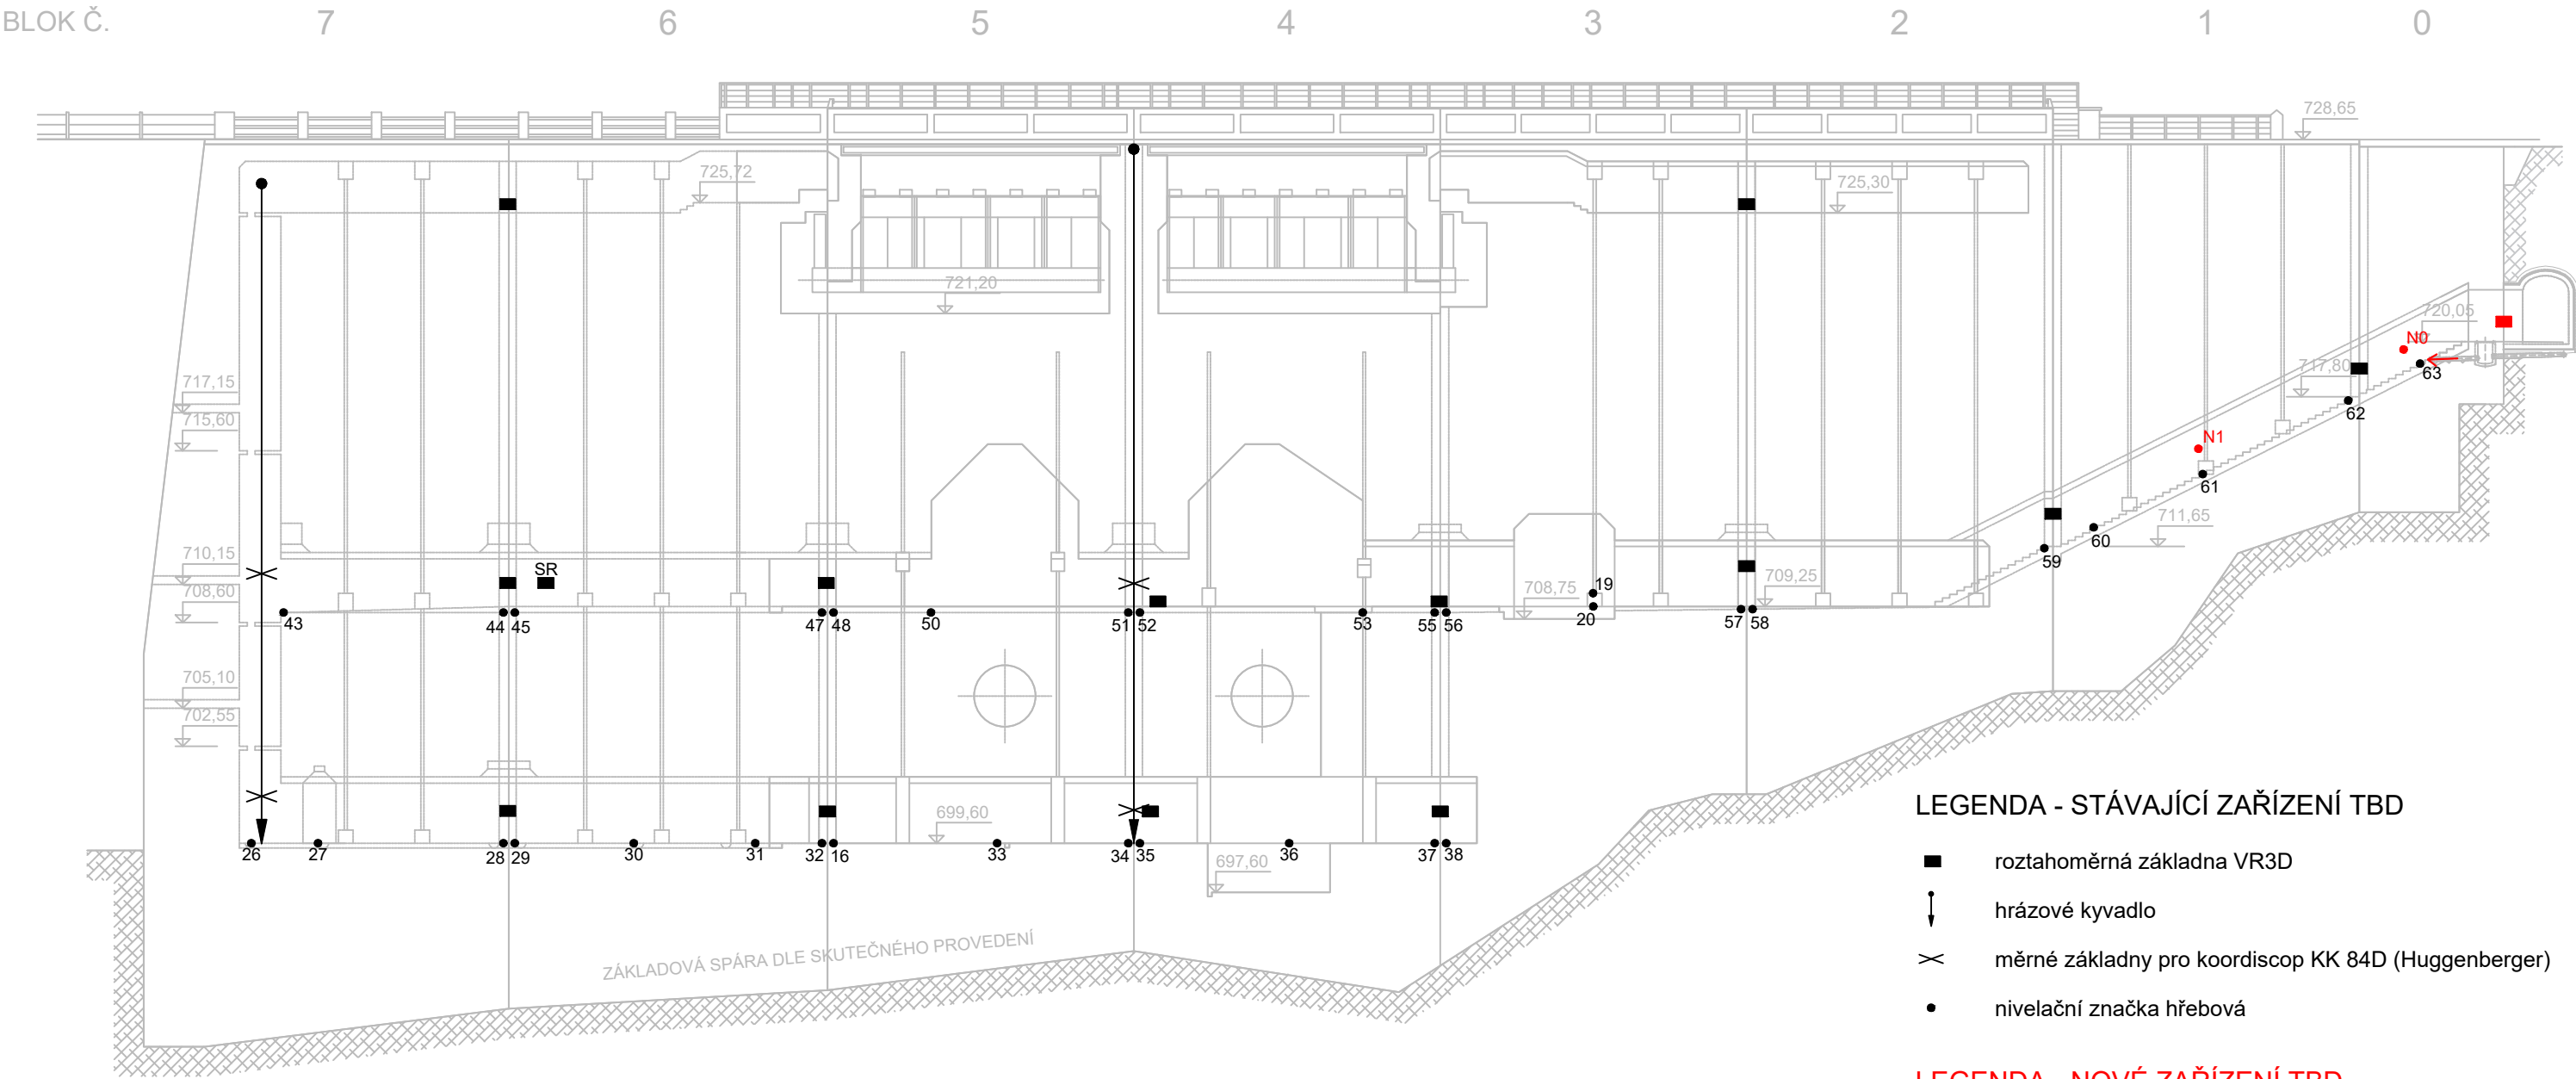 BLOK Č. 7 6 5 4 3 2 1 0
728,65
725,72
725,30
721,20
720,05
N0
717,80
63
717,15
62
715,60
N1
61
711,65
60
710,15
59
SR
708,60
708,75
19
709,25
43 44 45 47 48 50 51 52 53 55 56 20 57 58
705,10
702,55
699,60
26 27 28 29 30 31 32 16 33 34 35 36 37 38
697,60
ZÁKLADOVÁ SPÁRA DLE SKUTEČNÉHO PROVEDENÍ
LEGENDA - STÁVAJÍCÍ ZAŘÍZENÍ TBD
roztahoměrná základna VR3D
hrázové kyvadlo
měrné základny pro koordiscop KK 84D (Huggenberger)
nivelační značka hřebová
LEGENDA - NOVÉ ZAŘÍZENÍ TBD